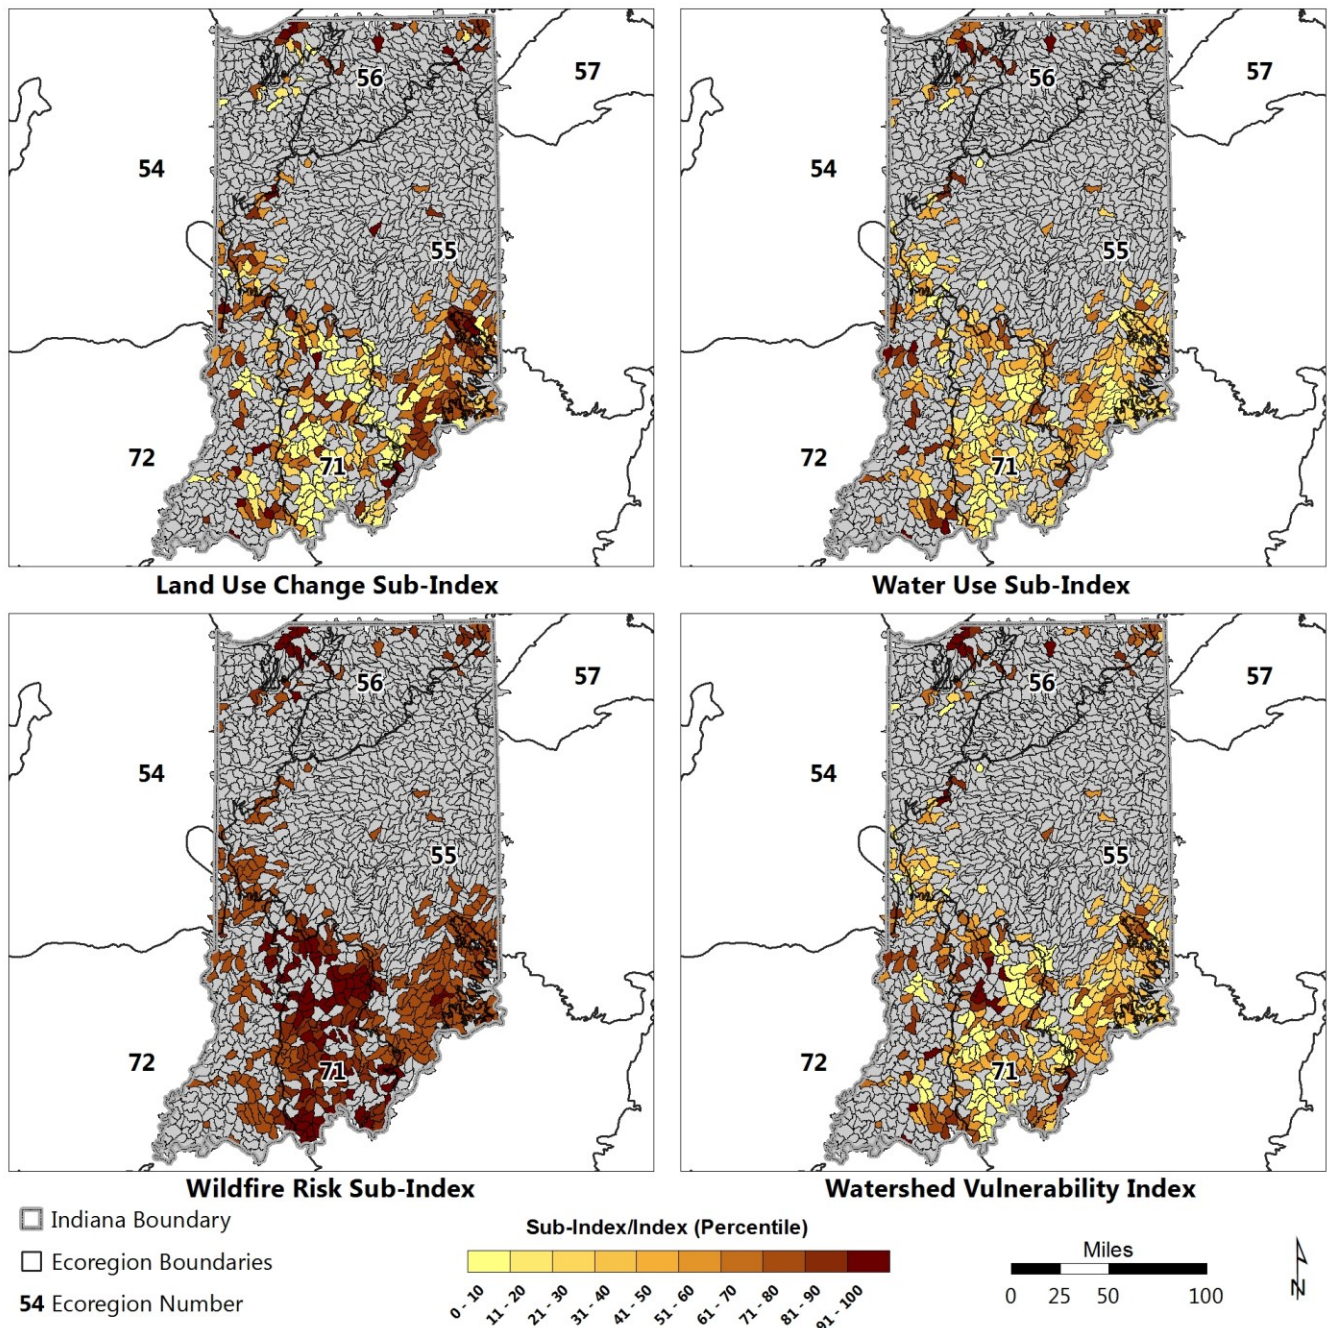 56
57
54
55
72
71
Land Use Change Sub-Index
56
57
54
55
72
71
Water Use Sub-Index
56
57
54
55
72
71
Wildfire Risk Sub-Index
56
57
54
55
72
71
Watershed Vulnerability Index
Indiana Boundary
Ecoregion Boundaries
54 Ecoregion Number
Sub-Index/Index (Percentile)
0 - 10
11 - 20
21 - 30
31 - 40
41 - 50
51 - 60
61 - 70
71 - 80
81 - 90
91 - 100
Miles
0 25 50 100
N